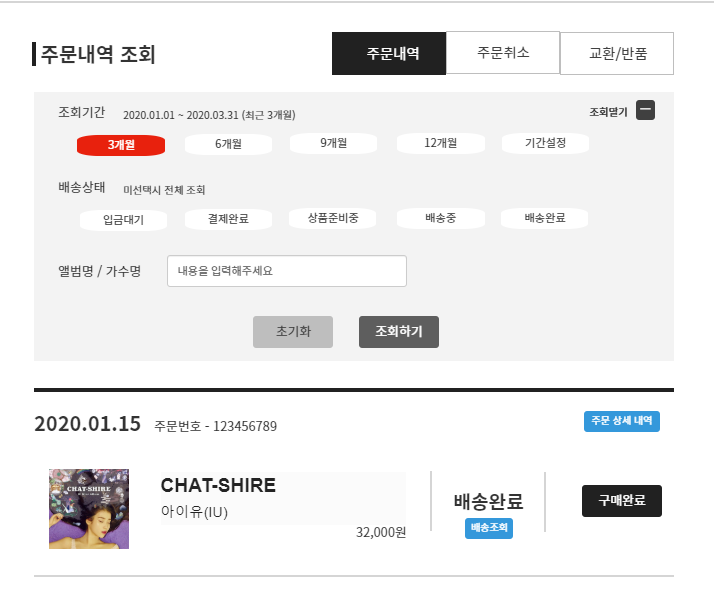 주문내역 조회
주문내역 주문취소 교환/반품
조회기간 2020.01.01 ~ 2020.03.31 (최근 3개월) 조회닫기
3개월 6개월 9개월 12개월 기간설정
배송상태 미선택시 전체 조회
입금대기 결제완료 상품준비중 배송중 배송완료
앨범명 / 가수명 내용을 입력해주세요
초기화 조회하기
2020.01.15 주문번호 - 123456789 주문 상세 내역
CHAT-SHIRE
CHAT-SHIRE
아이유(IU)
32,000원
배송완료
배송조회
구매완료